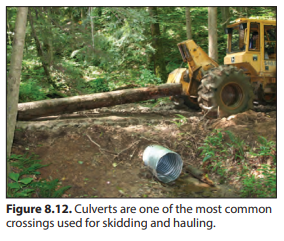 Figure 8.12. Culverts are one of the most common
crossings used for skidding and hauling.